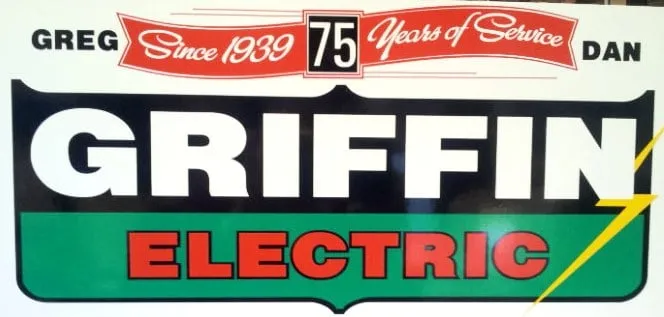 GREG Since 1939 75 Years of Service DAN
GRIFFIN
ELECTRIC